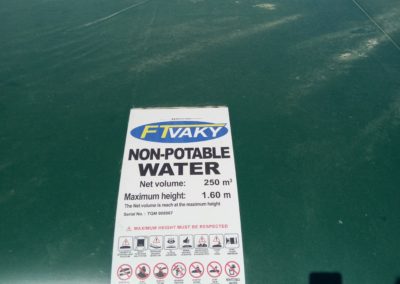 FTVAKY
NON-POTABLE
WATER
Net volume: 250 m³
Maximum height: 1.60 m
The Net volume is reach at the maximum height
MAXIMUM HEIGHT MUST BE RESPECTED